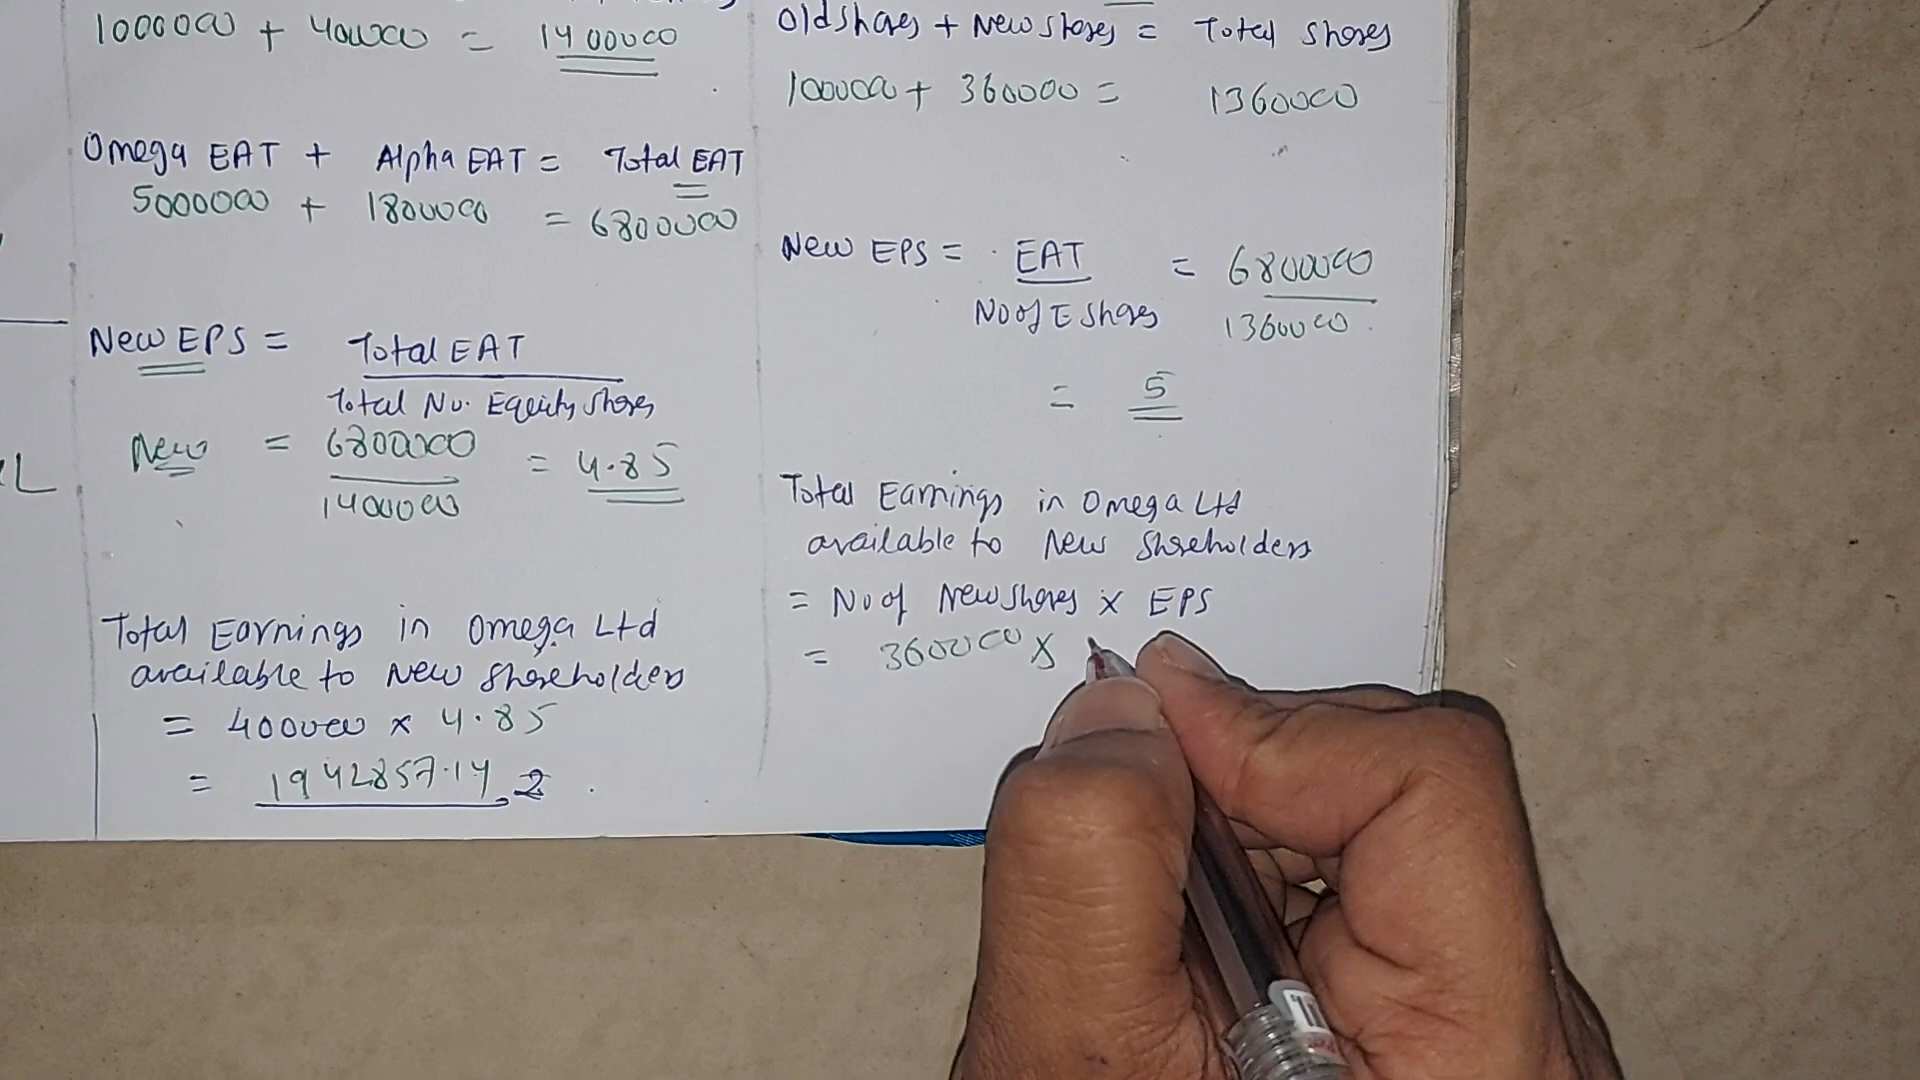 1000000 + 400000 = 1400000
Omega EAT + Alpha EAT = Total EAT
5000000 + 1800000 = 6800000
New EPS = Total EAT
Total No. Equity Shares
New = 6800000 = 4.85
1400000
Total Earnings in Omega Ltd
available to New Shareholders
= 400000 x 4.85
= 1942857.14
Old Shares + New Shares = Total Shares
1000000 + 360000 = 1360000
New EPS = EAT = 6800000
No of E Shares 1360000
= 5
Total Earnings in Omega Ltd
available to New Shareholders
= No of New Shares x EPS
= 360000 x